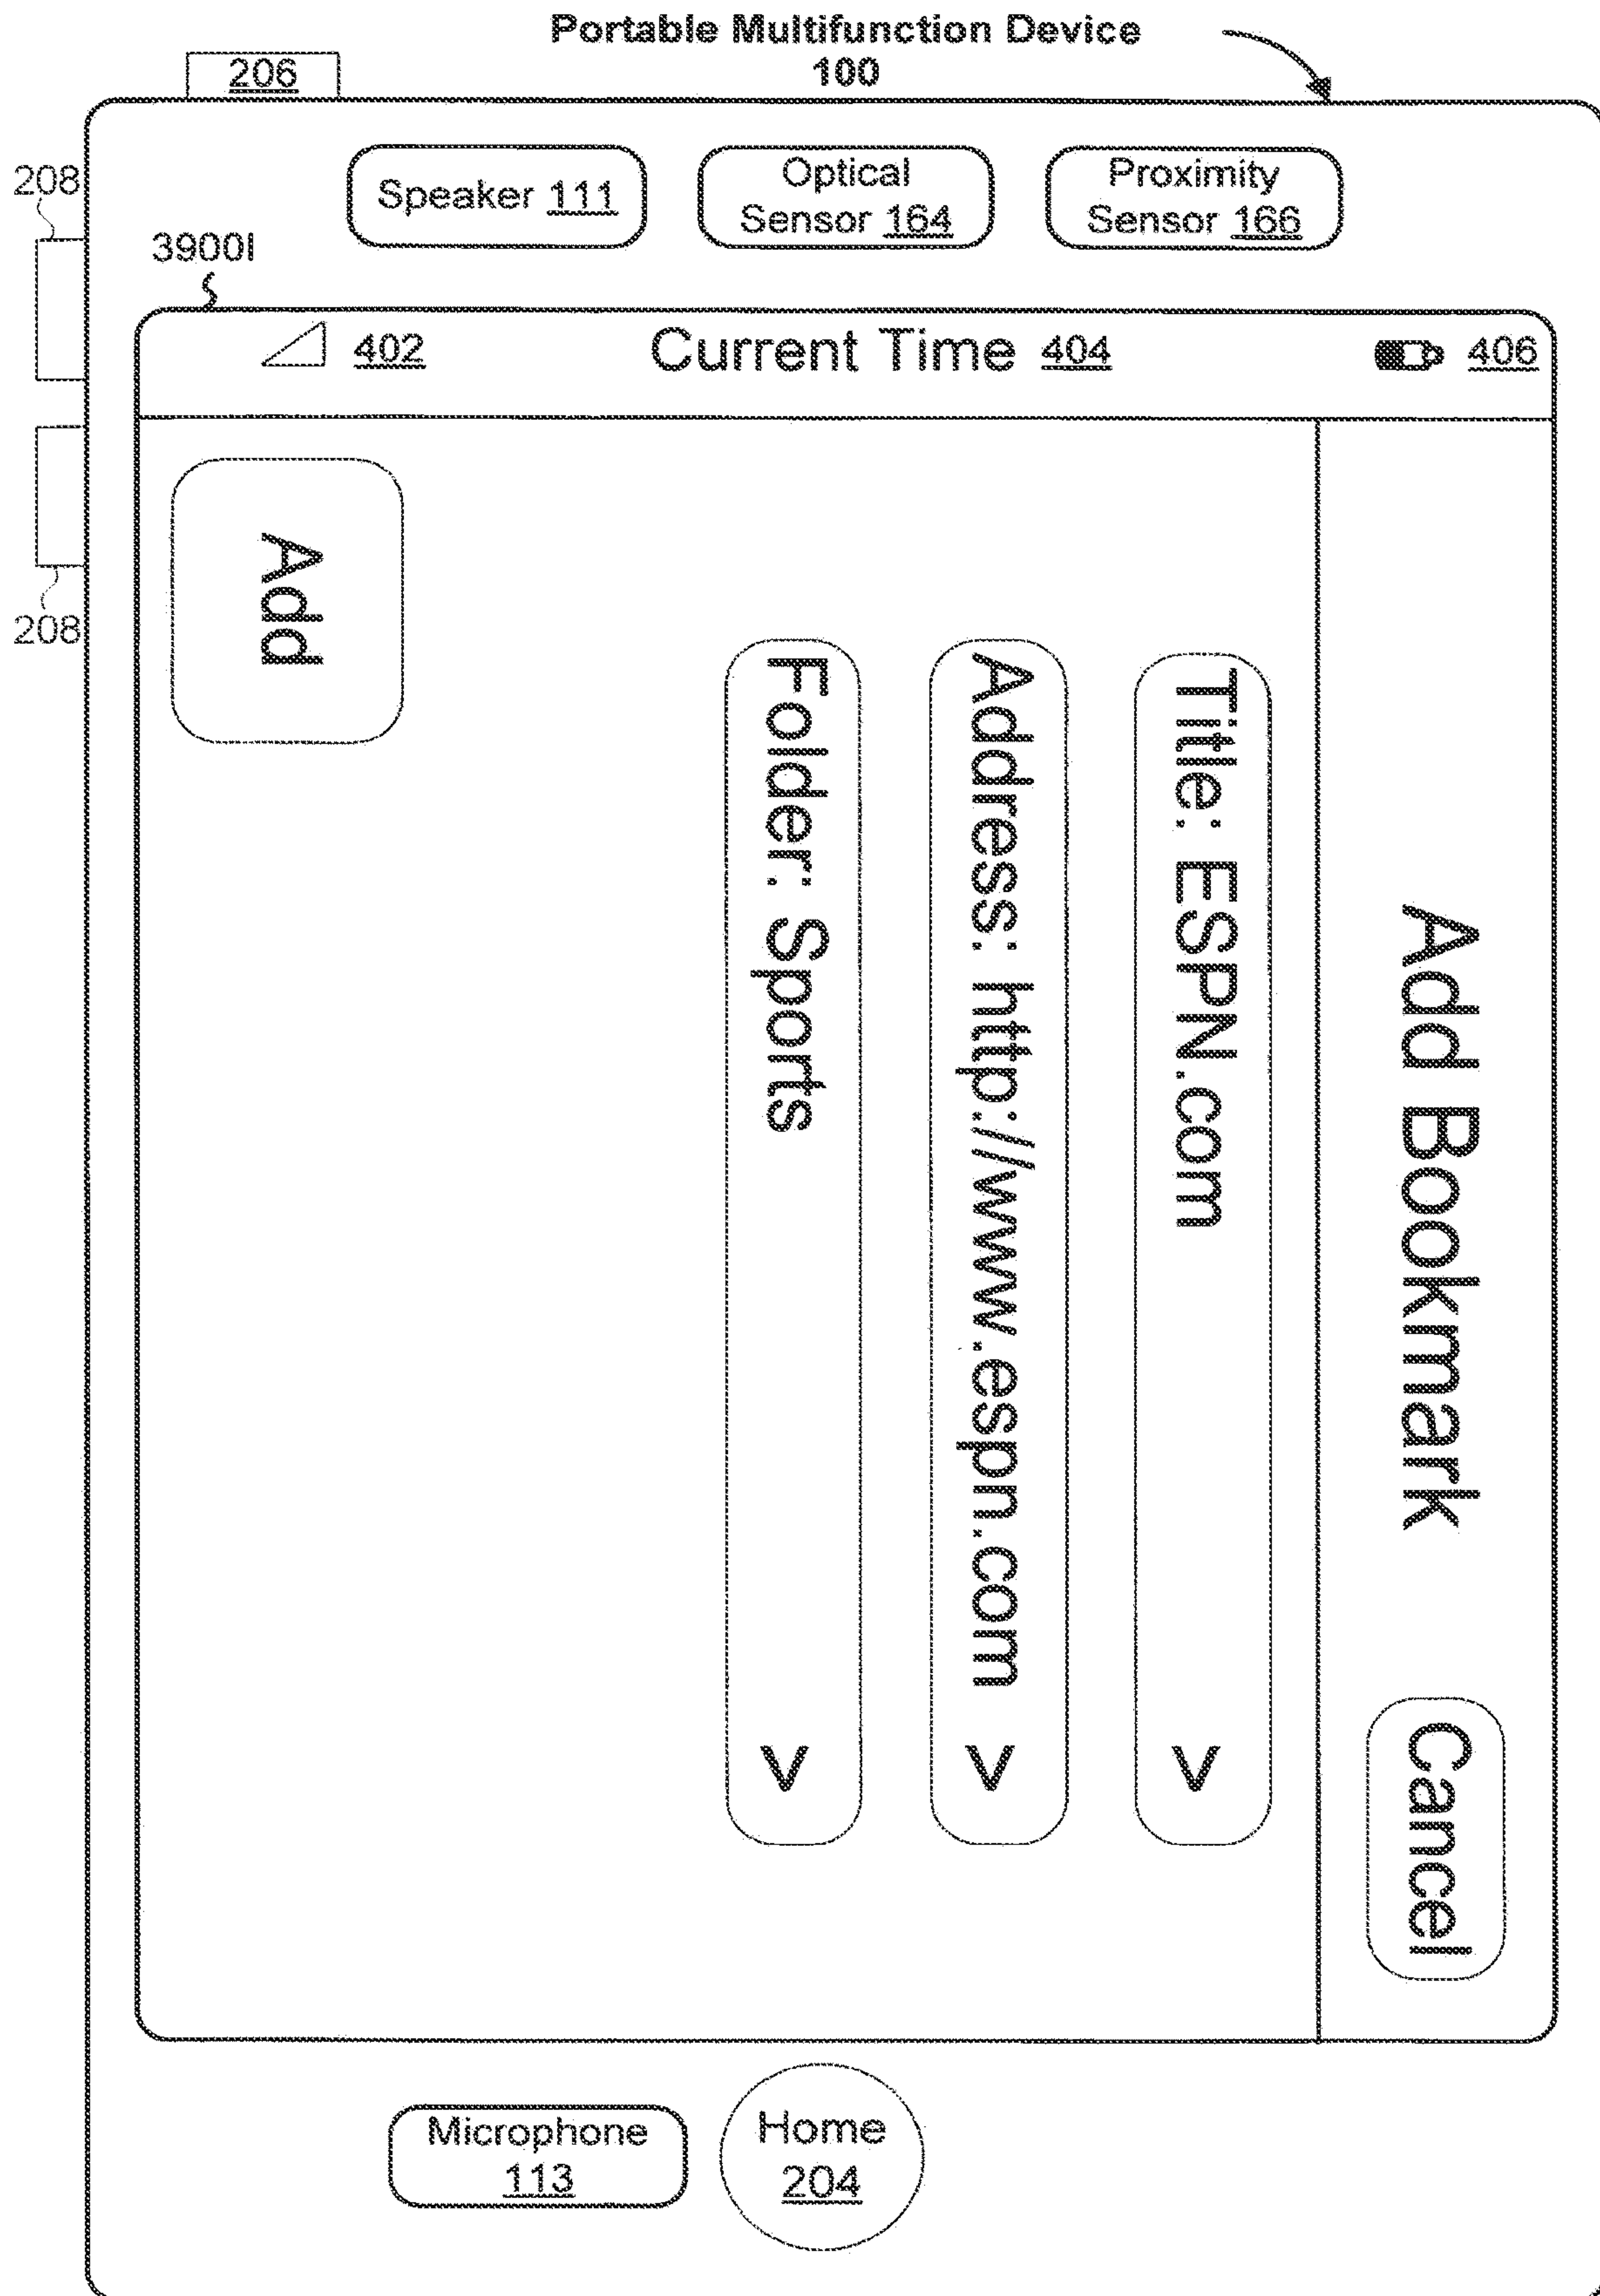 Portable Multifunction Device
100
206
208
208
3900I
Speaker 111
Optical
Sensor 164
Proximity
Sensor 166
402
Current Time 404
406
Add Bookmark
Cancel
Title: ESPN.com >
Address: http://www.espn.com >
Folder: Sports >
Add
Microphone
113
Home
204